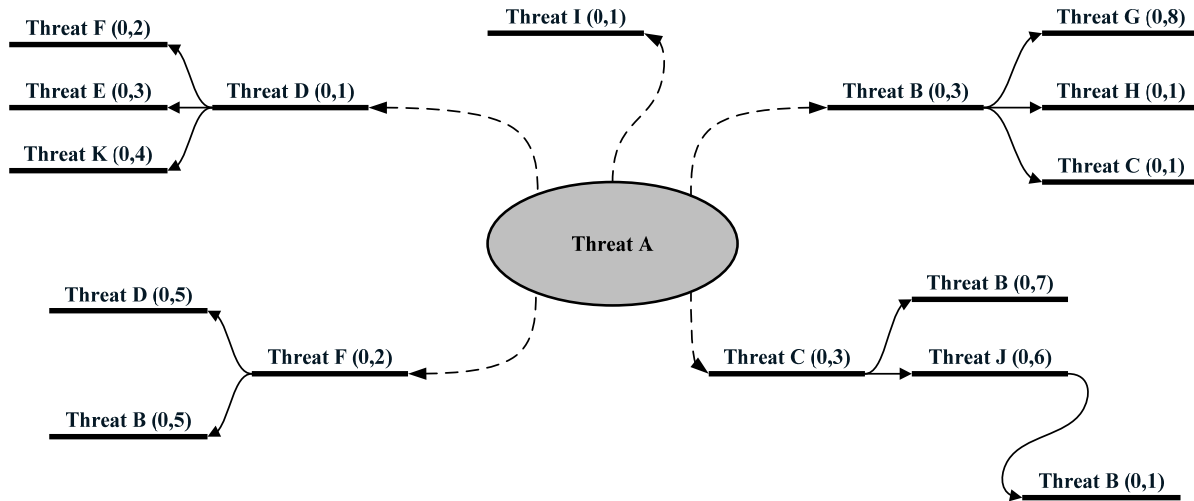 Threat I (0,1)
Threat G (0,8)
Threat F (0,2)
Threat E (0,3)
Threat D (0,1)
Threat B (0,3)
Threat H (0,1)
Threat K (0,4)
Threat C (0,1)
Threat A
Threat B (0,7)
Threat D (0,5)
Threat F (0,2)
Threat C (0,3)
Threat J (0,6)
Threat B (0,5)
Threat B (0,1)